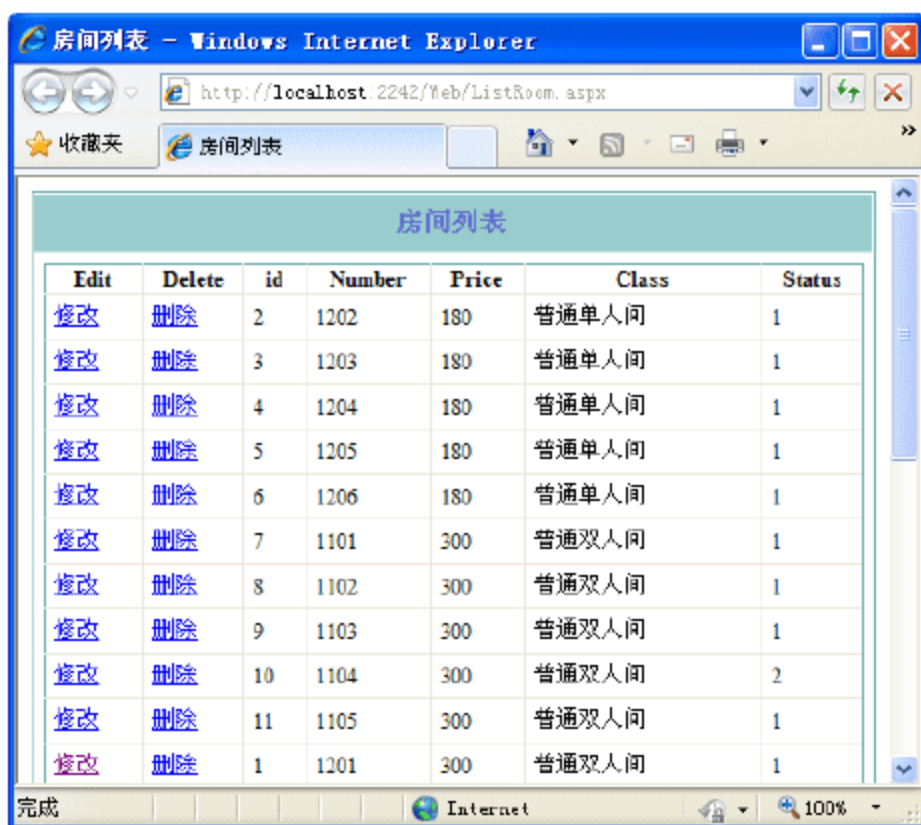 房间列表 - Windows Internet Explorer
http://localhost:2242/Web/ListRoom.aspx
收藏夹 房间列表
房间列表
Edit Delete id Number Price Class Status
修改 删除 2 1202 180 普通单人间 1
修改 删除 3 1203 180 普通单人间 1
修改 删除 4 1204 180 普通单人间 1
修改 删除 5 1205 180 普通单人间 1
修改 删除 6 1206 180 普通单人间 1
修改 删除 7 1101 300 普通双人间 1
修改 删除 8 1102 300 普通双人间 1
修改 删除 9 1103 300 普通双人间 1
修改 删除 10 1104 300 普通双人间 2
修改 删除 11 1105 300 普通双人间 1
修改 删除 1 1201 300 普通双人间 1
完成 Internet 100%